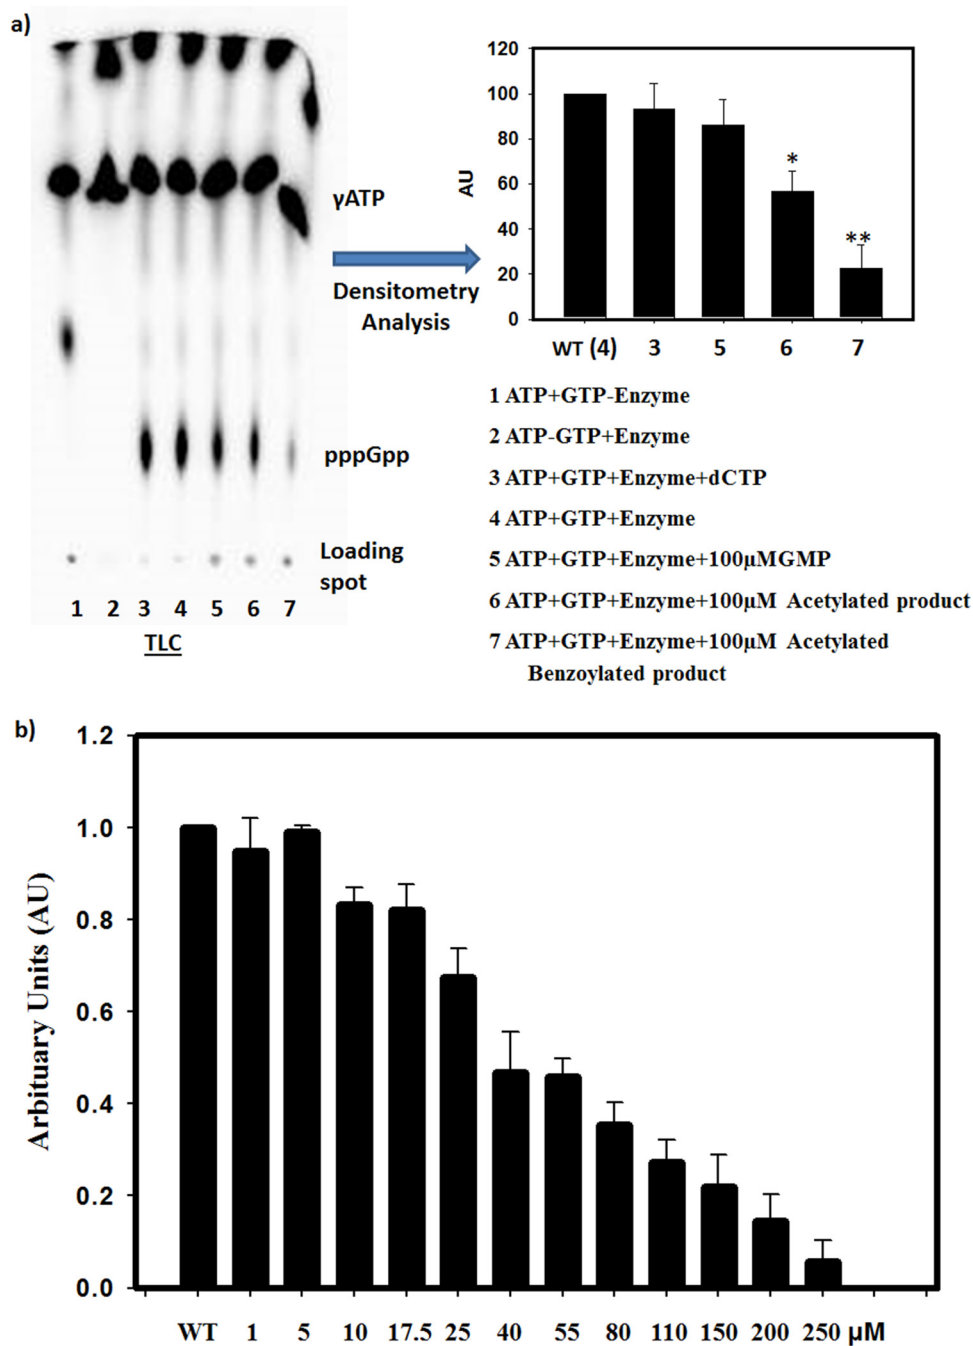 a)
γATP
Densitometry
Analysis
pppGpp
Loading
spot
1 2 3 4 5 6 7
TLC
120
100
80
60
40
20
0
AU
*
**
WT (4) 3 5 6 7
1 ATP+GTP-Enzyme
2 ATP-GTP+Enzyme
3 ATP+GTP+Enzyme+dCTP
4 ATP+GTP+Enzyme
5 ATP+GTP+Enzyme+100μMGMP
6 ATP+GTP+Enzyme+100μM Acetylated product
7 ATP+GTP+Enzyme+100μM Acetylated
Benzoylated product
b)
1.2
1.0
0.8
0.6
0.4
0.2
0.0
Arbituary Units (AU)
WT 1 5 10 17.5 25 40 55 80 110 150 200 250 μM